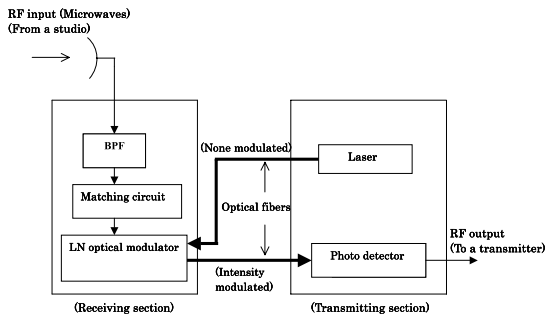 RF input (Microwaves)
(From a studio)
BPF
(None modulated)
Laser
Matching circuit
Optical fibers
LN optical modulator
Photo detector
RF output
(To a transmitter)
(Intensity
modulated)
(Receiving section)
(Transmitting section)